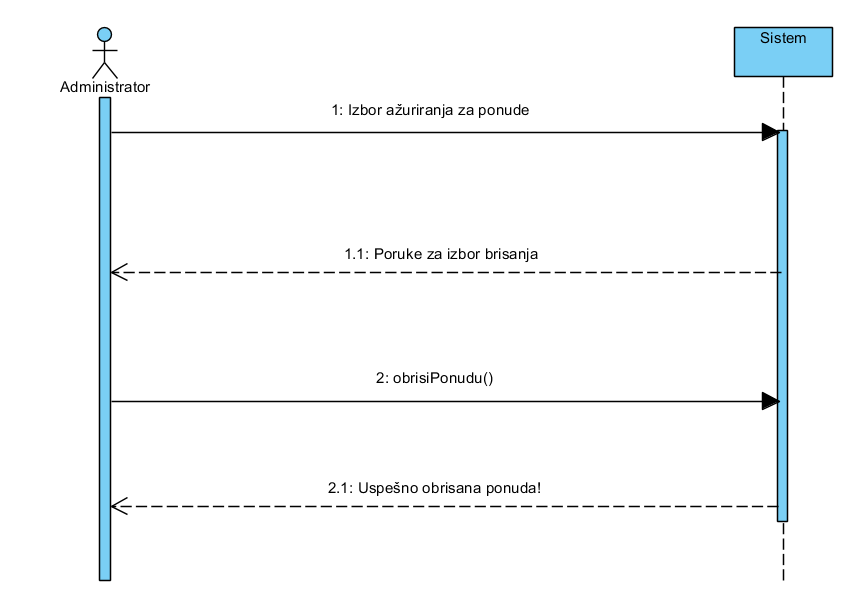 Administrator
Sistem
1: Izbor ažuriranja za ponude
1.1: Poruke za izbor brisanja
2: obrisiPonudu()
2.1: Uspešno obrisana ponuda!